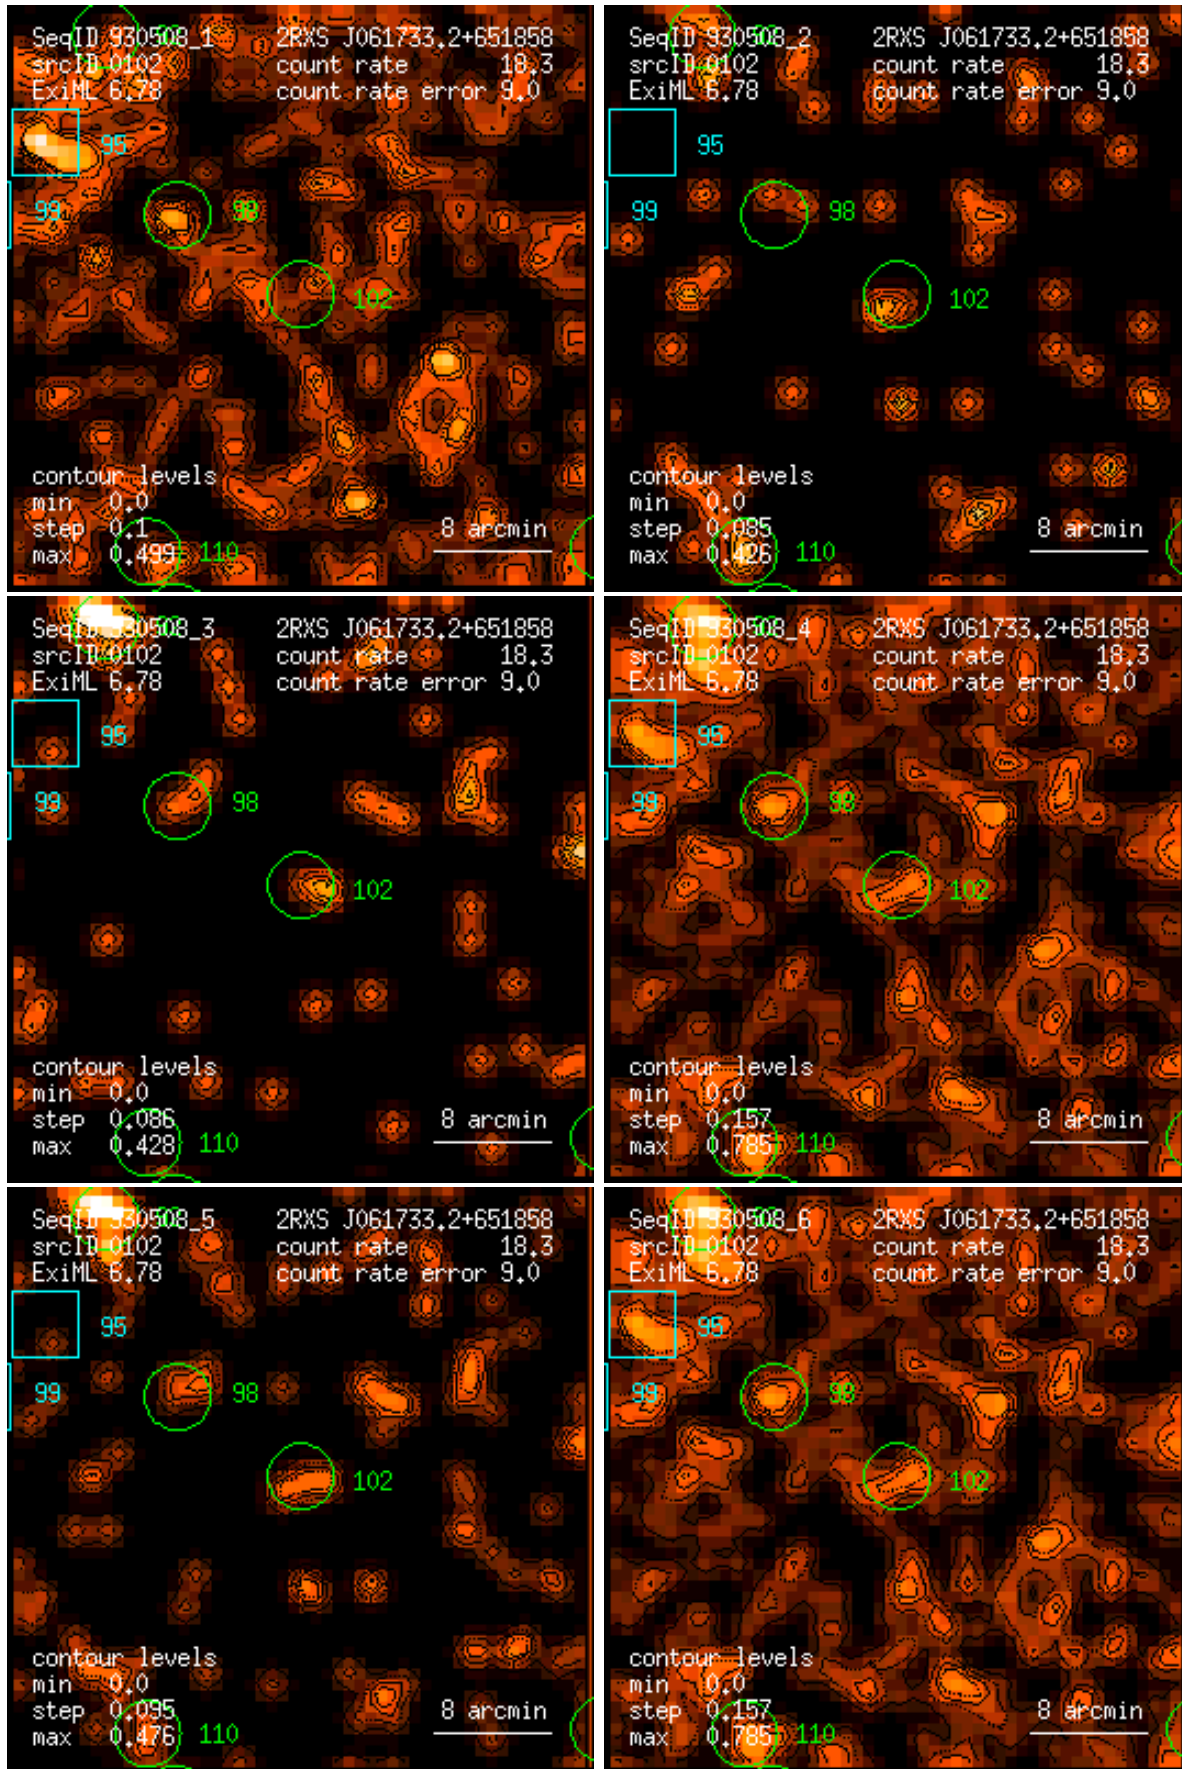 SeqID 930508_1 2RXS J061733.2+651858
srcID 0102 count rate 18.3
ExiML 6.78 count rate error 9.0
95
99 98
102
contour levels
min 0.0
step 0.1 8 arcmin
max 0.499 110
SeqID 930508_2 2RXS J061733.2+651858
srcID 0102 count rate 18.3
ExiML 6.78 count rate error 9.0
95
99 98
102
contour levels
min 0.0
step 0.085 8 arcmin
max 0.426 110
SeqID 930508_3 2RXS J061733.2+651858
srcID 0102 count rate 18.3
ExiML 6.78 count rate error 9.0
95
99 98
102
contour levels
min 0.0
step 0.086 8 arcmin
max 0.428 110
SeqID 930508_4 2RXS J061733.2+651858
srcID 0102 count rate 18.3
ExiML 6.78 count rate error 9.0
95
99 98
102
contour levels
min 0.0
step 0.157 8 arcmin
max 0.785 110
SeqID 930508_5 2RXS J061733.2+651858
srcID 0102 count rate 18.3
ExiML 6.78 count rate error 9.0
95
99 98
102
contour levels
min 0.0
step 0.095 8 arcmin
max 0.476 110
SeqID 930508_6 2RXS J061733.2+651858
srcID 0102 count rate 18.3
ExiML 6.78 count rate error 9.0
95
99 98
102
contour levels
min 0.0
step 0.157 8 arcmin
max 0.785 110